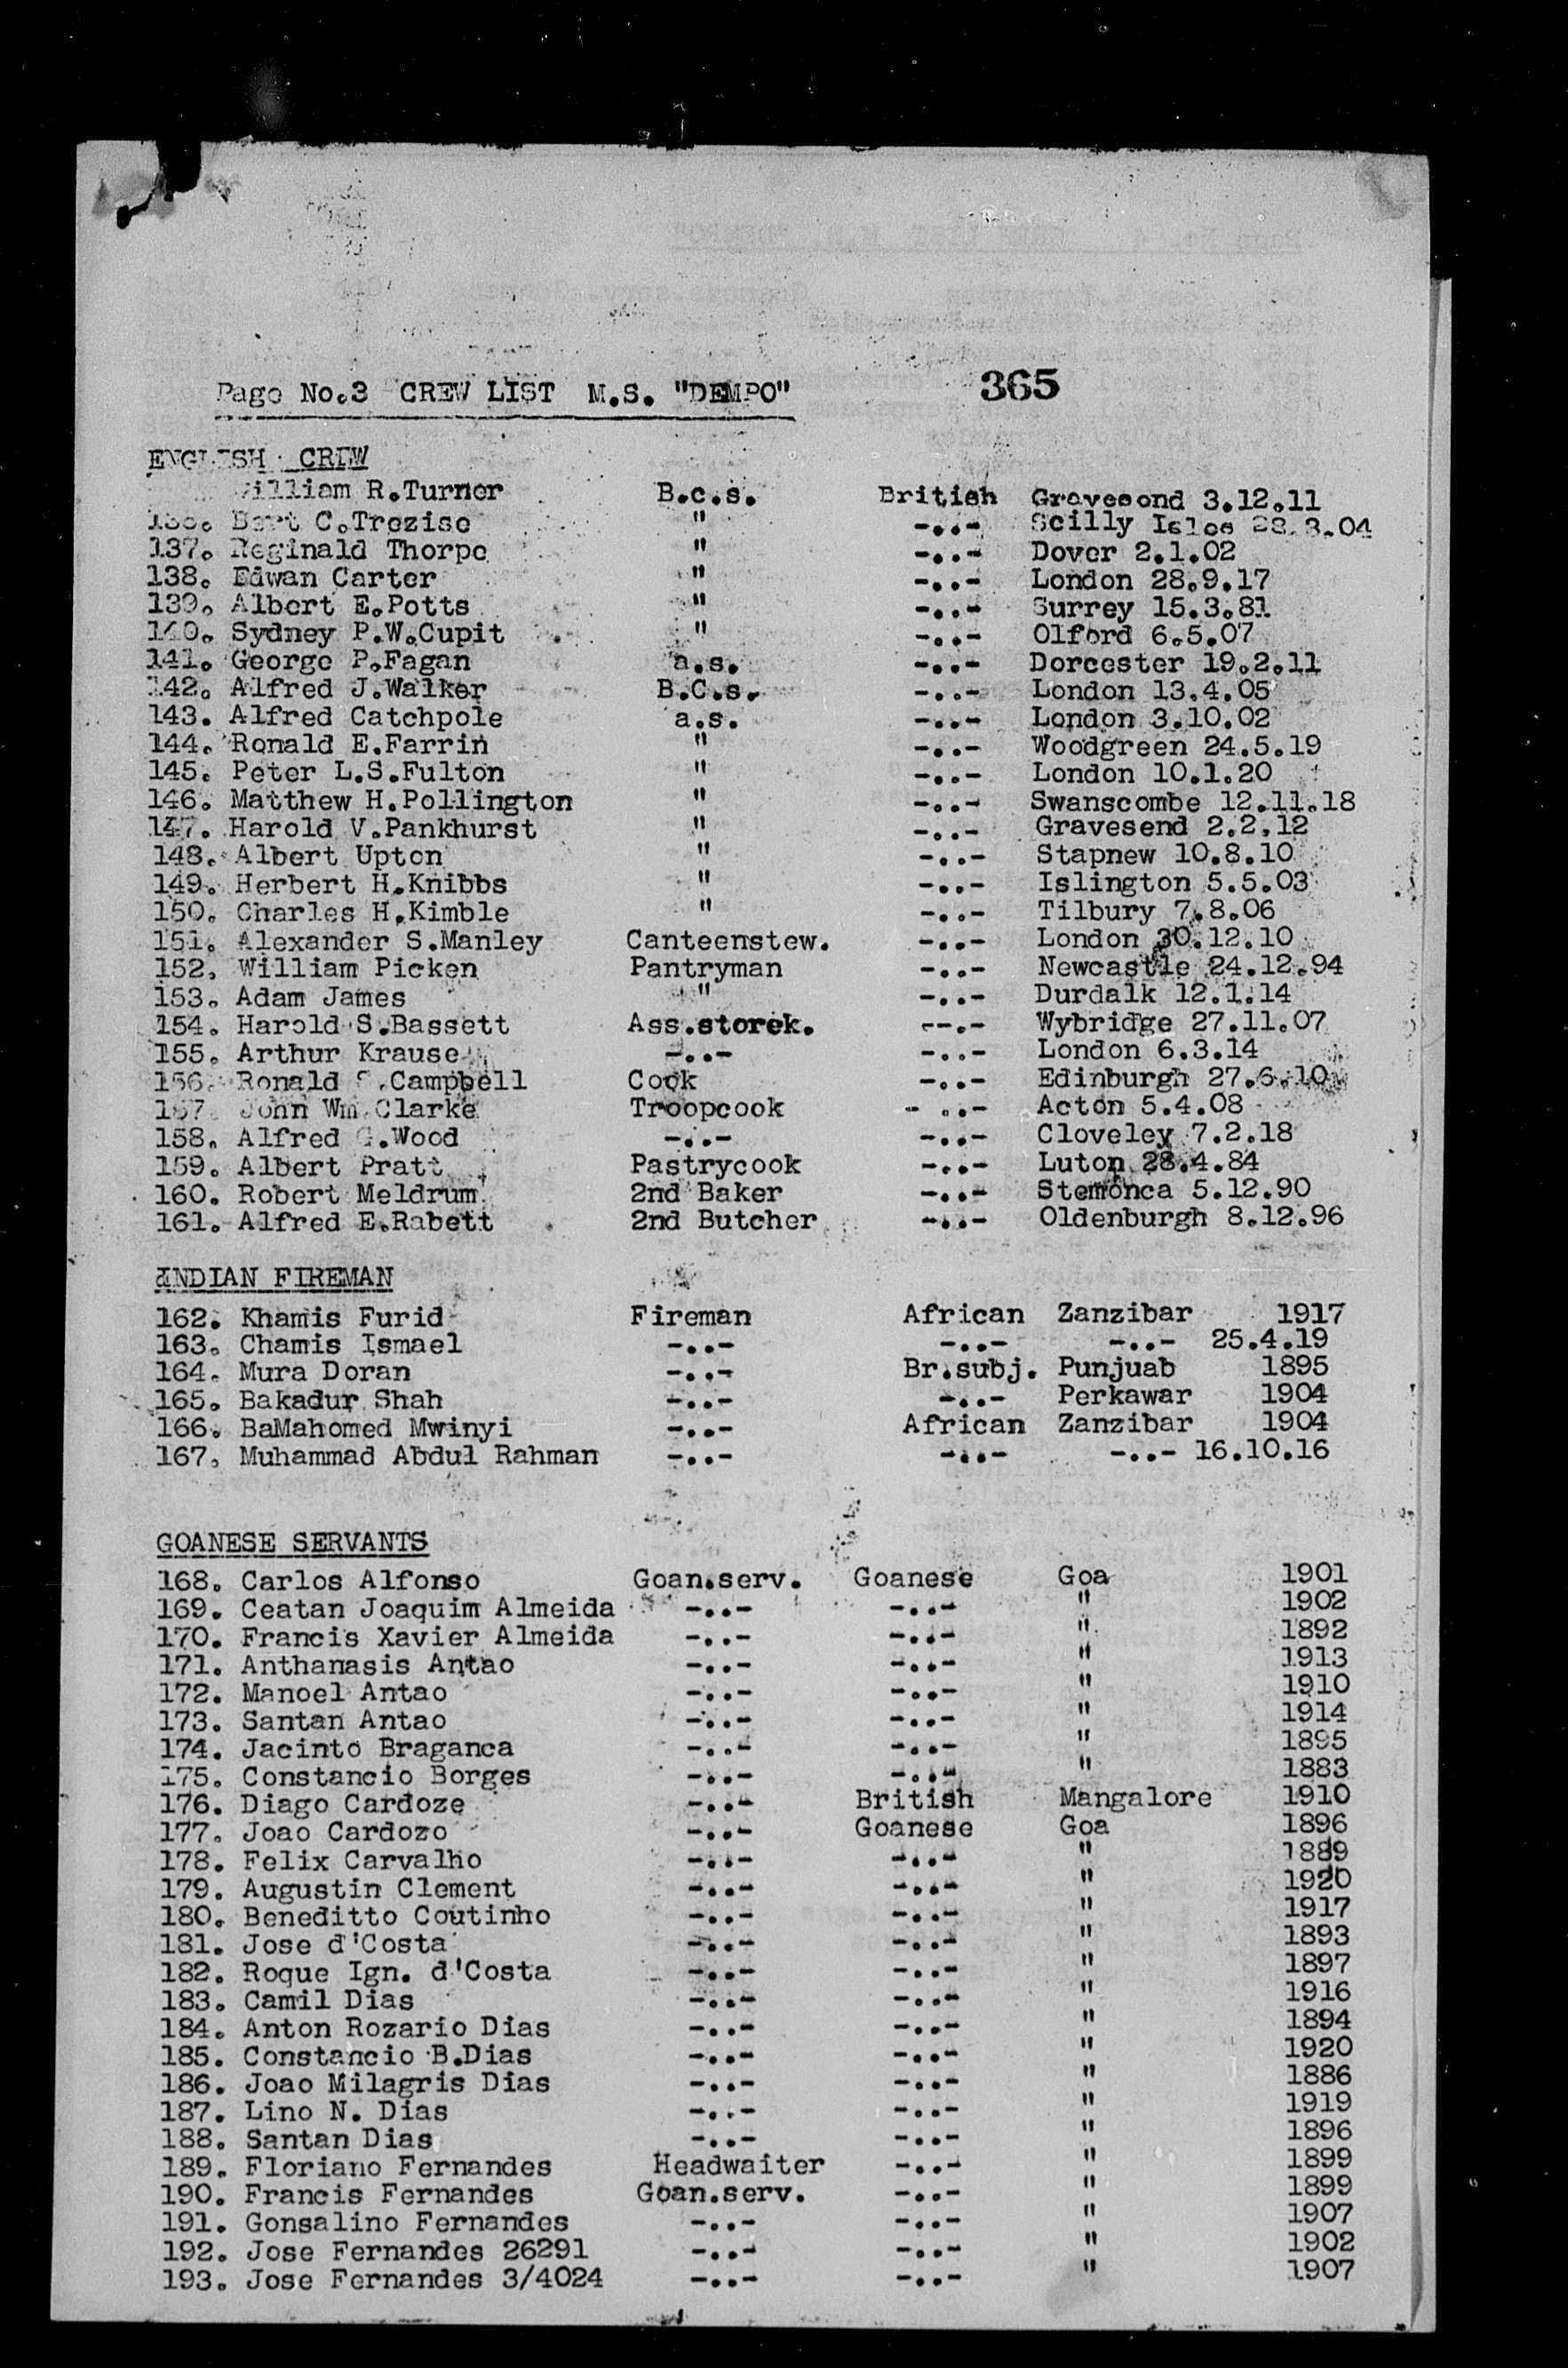 Page No.3 CREW LIST M.S. "DEMPO" 365
ENGLISH CREW
William R.Turner B.c.s. British Gravesend 3.12.11
C.Trezise " -..- Scilly Isles
137. Reginald Thorpe " -..- Dover 2.1.02
138. Edwan Carter " -..- London 28.9.17
139. Albert E.Potts " -..- Surrey 15.3.81
140. Sydney P.W.Cupit " -..- Olford 6.5.07
141. George P.Fagan a.s. -..- Dorcester 19.2.11
142. Alfred J.Walker B.C.s. -..- London 13.4.05
143. Alfred Catchpole a.s. -..- London 3.10.02
144. Ronald E.Farrin " -..- Woodgreen 24.5.19
145. Peter L.S.Fulton " -..- London 10.1.20
146. Matthew H.Pollington " -..- Swanscombe 12.11.18
147. Harold V.Pankhurst " -..- Gravesend 2.2.12
148. Albert Upton " -..- Stapnew 10.8.10
149. Herbert H.Knibbs " -..- Islington 5.5.03
150. Charles H.Kimble " -..- Tilbury 7.8.06
151. Alexander S.Manley Canteenstew. -..- London 30.12.10
152. William Picken Pantryman -..- Newcastle 24.12.94
153. Adam James " -..- Durdalk 12.1.14
154. Harold S.Bassett Ass.storek. --.- Wybridge 27.11.07
155. Arthur Krause -..- -..- London 6.3.14
156. Ronald Campbell Cook -..- Edinburgh 27.6.10
157. John Wm.Clarke Troopcook -..- Acton 5.4.08
158. Alfred G.Wood -..- -..- Cloveley 7.2.18
159. Albert Pratt Pastrycook -..- Luton 28.4.84
160. Robert Meldrum 2nd Baker -..- Stemonca 5.12.90
161. Alfred E.Rabett 2nd Butcher -..- Oldenburgh 8.12.96
INDIAN FIREMAN
162. Khamis Furid Fireman African Zanzibar 1917
163. Chamis Ismael -..- -..- -..- 25.4.19
164. Mura Doran -..- Br.subj. Punjuab 1895
165. Bakadur Shah -..- -..- Perkawar 1904
166. BaMahomed Mwinyi -..- African Zanzibar 1904
167. Muhammad Abdul Rahman -..- -..- -..- 16.10.16
GOANESE SERVANTS
168. Carlos Alfonso Goan.serv. Goanese Goa 1901
169. Ceatan Joaquim Almeida -..- -..- " 1902
170. Francis Xavier Almeida -..- -..- " 1892
171. Anthanasis Antao -..- -..- " 1913
172. Manoel Antao -..- -..- " 1910
173. Santan Antao -..- -..- " 1914
174. Jacinto Braganca -..- -..- " 1895
175. Constancio Borges -..- -..- " 1883
176. Diago Cardoze -..- British Mangalore 1910
177. Joao Cardozo -..- Goanese Goa 1896
178. Felix Carvalho -..- -..- " 1889
179. Augustin Clement -..- -..- " 1920
180. Beneditto Coutinho -..- -..- " 1917
181. Jose d'Costa -..- -..- " 1893
182. Roque Ign. d'Costa -..- -..- " 1897
183. Camil Dias -..- -..- " 1916
184. Anton Rozario Dias -..- -..- " 1894
185. Constancio B.Dias -..- -..- " 1920
186. Joao Milagris Dias -..- -..- " 1886
187. Lino N. Dias -..- -..- " 1919
188. Santan Dias -..- -..- " 1896
189. Floriano Fernandes Headwaiter -..- " 1899
190. Francis Fernandes Goan.serv. -..- " 1899
191. Gonsalino Fernandes -..- -..- " 1907
192. Jose Fernandes 26291 -..- -..- " 1902
193. Jose Fernandes 3/4024 -..- -..- " 1907